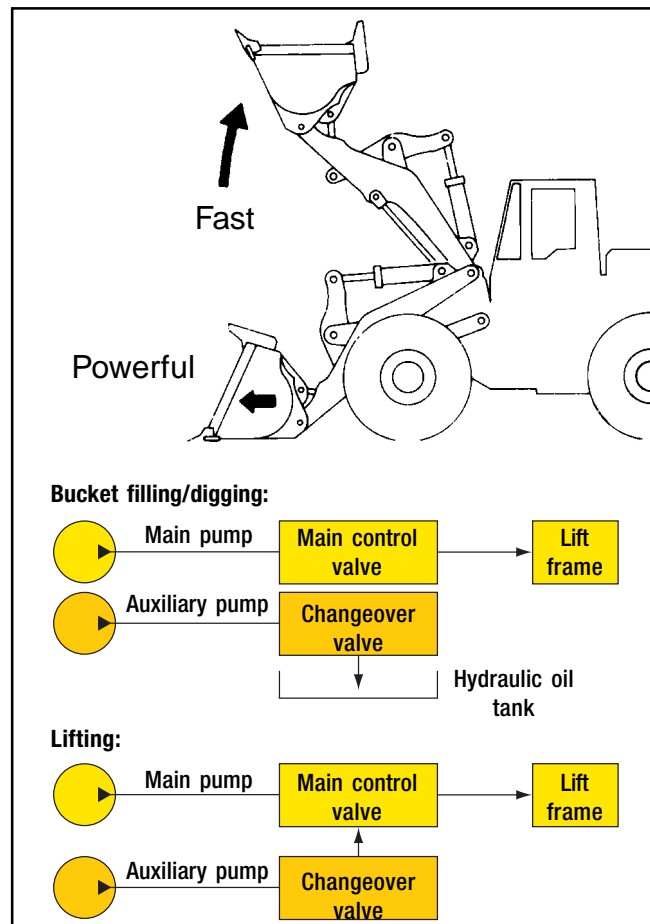 Fast
Powerful
Bucket filling/digging:
Main pump
Main control
valve
Lift
frame
Auxiliary pump
Changeover
valve
Hydraulic oil
tank
Lifting:
Main pump
Main control
valve
Lift
frame
Auxiliary pump
Changeover
valve